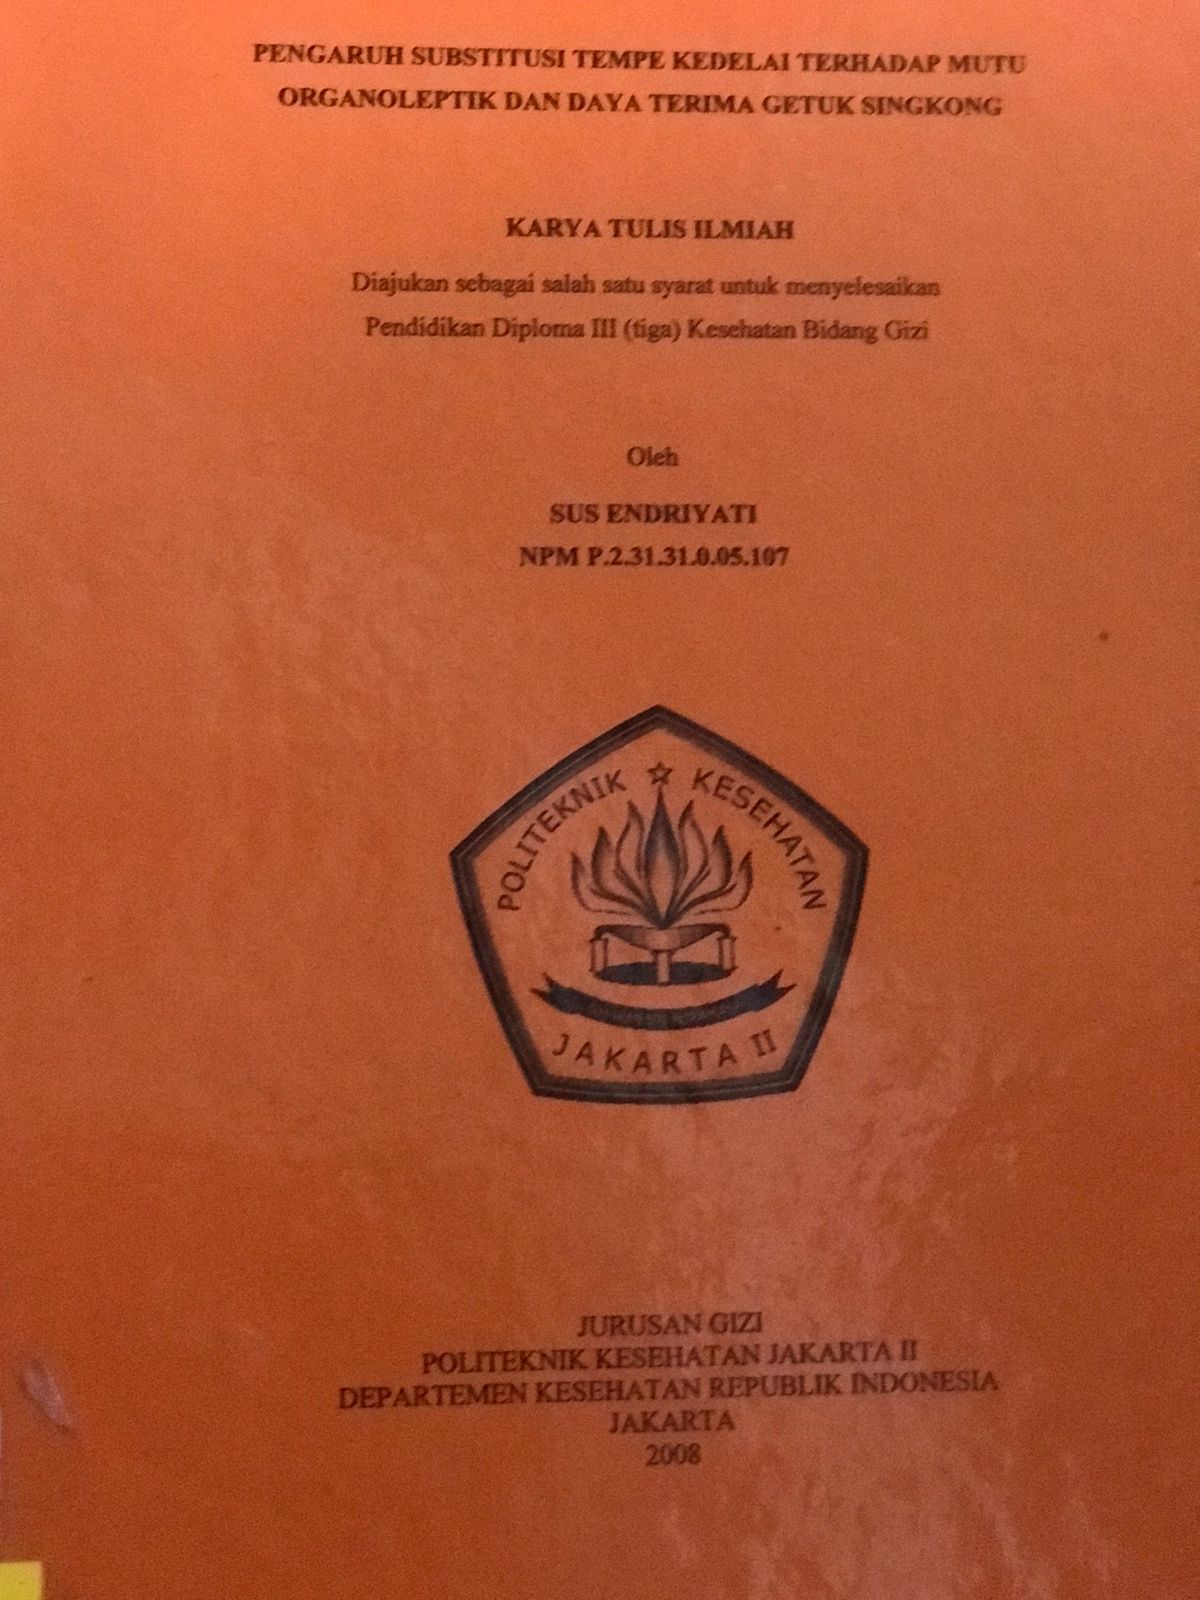 PENGARUH SUBSTITUSI TEMPE KEDELAI TERHADAP MUTU
ORGANOLEPTIK DAN DAYA TERIMA GETUK SINGKONG
KARYA TULIS ILMIAH
Diajukan sebagai salah satu syarat untuk menyelesaikan
Pendidikan Diploma III (tiga) Kesehatan Bidang Gizi
Oleh
SUS ENDRIYATI
NPM P.2.31.31.0.05.107
POLITEKNIK ☆ KESEHATAN
JAKARTA II
JURUSAN GIZI
POLITEKNIK KESEHATAN JAKARTA II
DEPARTEMEN KESEHATAN REPUBLIK INDONESIA
JAKARTA
2008